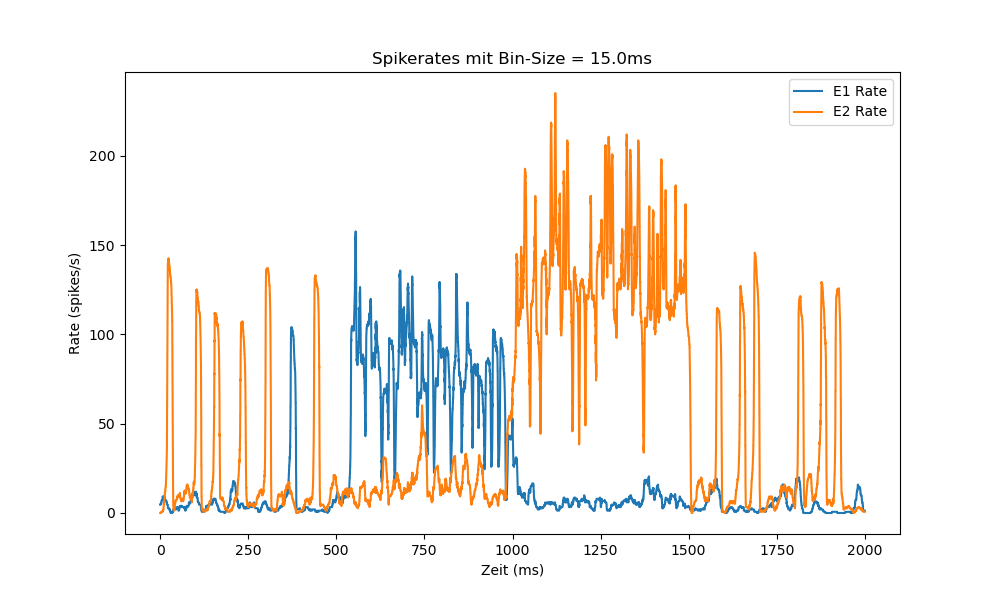 Spikerates mit Bin-Size = 15.0ms
E1 Rate
E2 Rate
Rate (spikes/s)
200
150
100
50
0
0 250 500 750 1000 1250 1500 1750 2000
Zeit (ms)